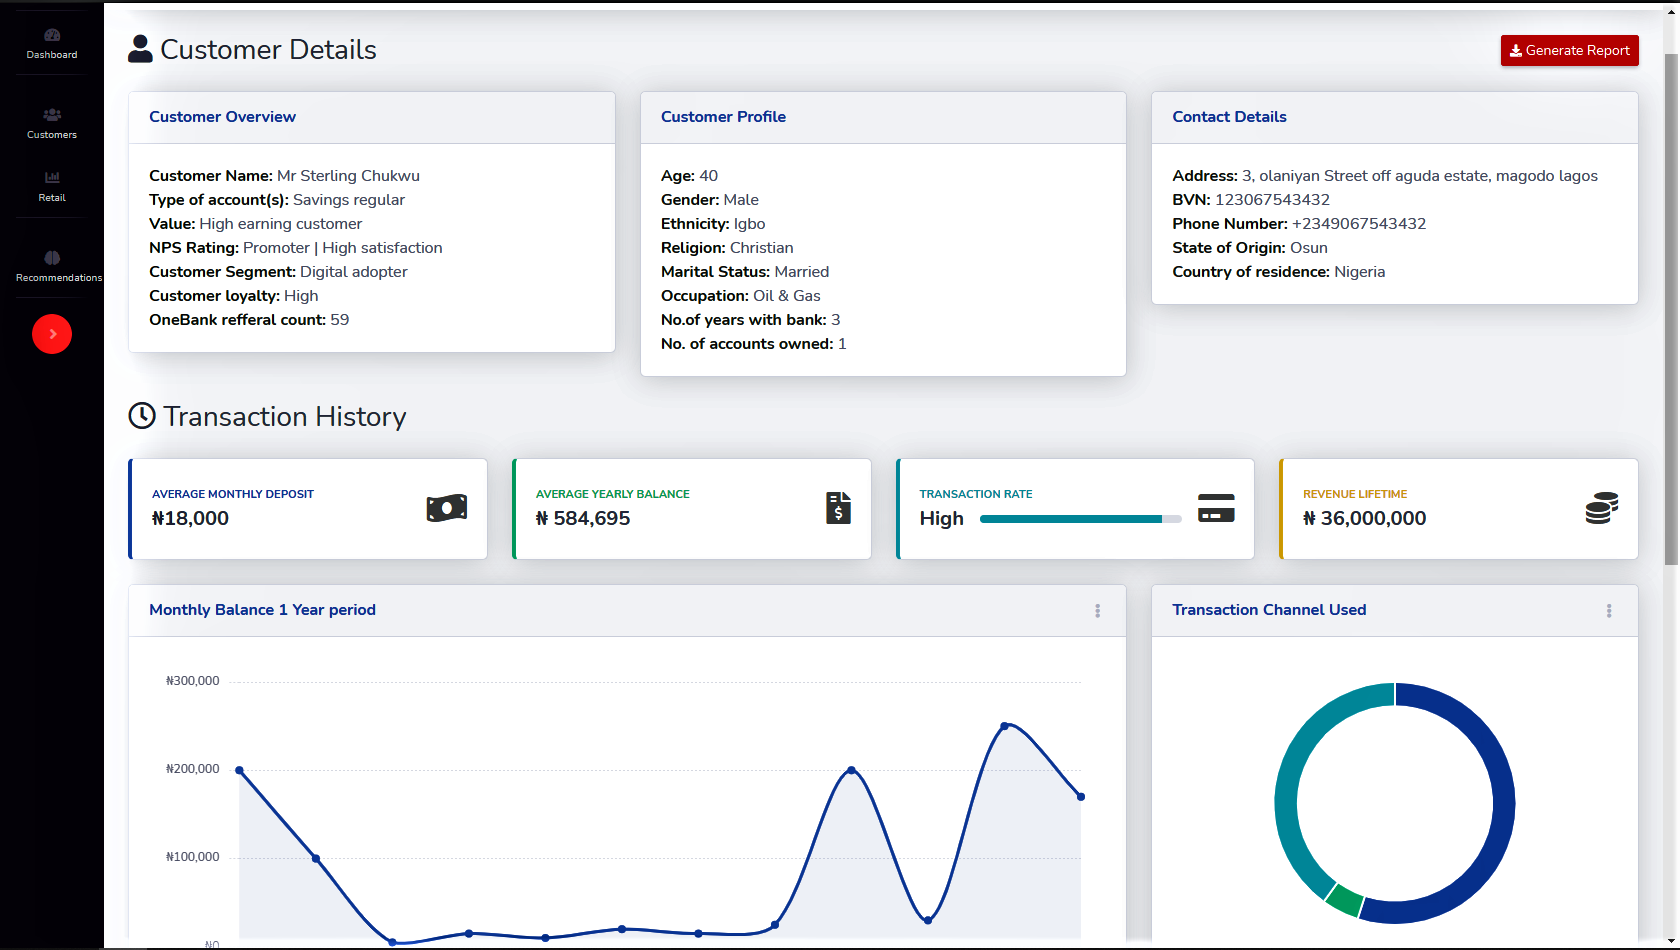 Dashboard
Customers
Retail
Recommendations
Customer Details
Generate Report
Customer Overview
Customer Name: Mr Sterling Chukwu
Type of account(s): Savings regular
Value: High earning customer
NPS Rating: Promoter | High satisfaction
Customer Segment: Digital adopter
Customer loyalty: High
OneBank refferal count: 59
Customer Profile
Age: 40
Gender: Male
Ethnicity: Igbo
Religion: Christian
Marital Status: Married
Occupation: Oil & Gas
No.of years with bank: 3
No. of accounts owned: 1
Contact Details
Address: 3, olaniyan Street off aguda estate, magodo lagos
BVN: 123067543432
Phone Number: +2349067543432
State of Origin: Osun
Country of residence: Nigeria
Transaction History
AVERAGE MONTHLY DEPOSIT
₦18,000
AVERAGE YEARLY BALANCE
₦ 584,695
TRANSACTION RATE
High
REVENUE LIFETIME
₦ 36,000,000
Monthly Balance 1 Year period
₦300,000
₦200,000
₦100,000
₦0
Transaction Channel Used